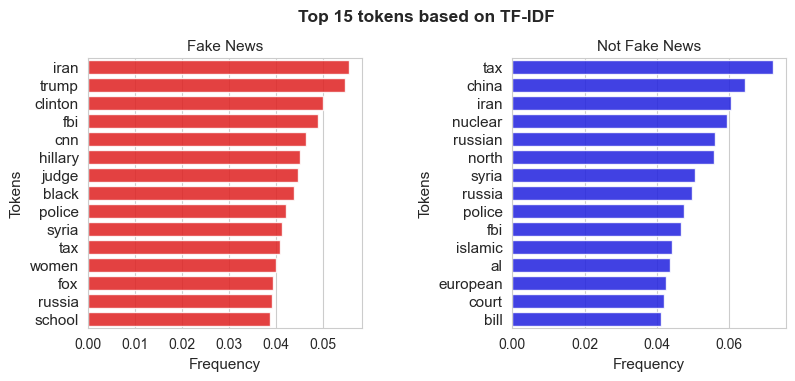 Top 15 tokens based on TF-IDF
Fake News
Tokens
iran
trump
clinton
fbi
cnn
hillary
judge
black
police
syria
tax
women
fox
russia
school
0.00 0.01 0.02 0.03 0.04 0.05
Frequency
Not Fake News
Tokens
tax
china
iran
nuclear
russian
north
syria
russia
police
fbi
islamic
al
european
court
bill
0.00 0.02 0.04 0.06
Frequency